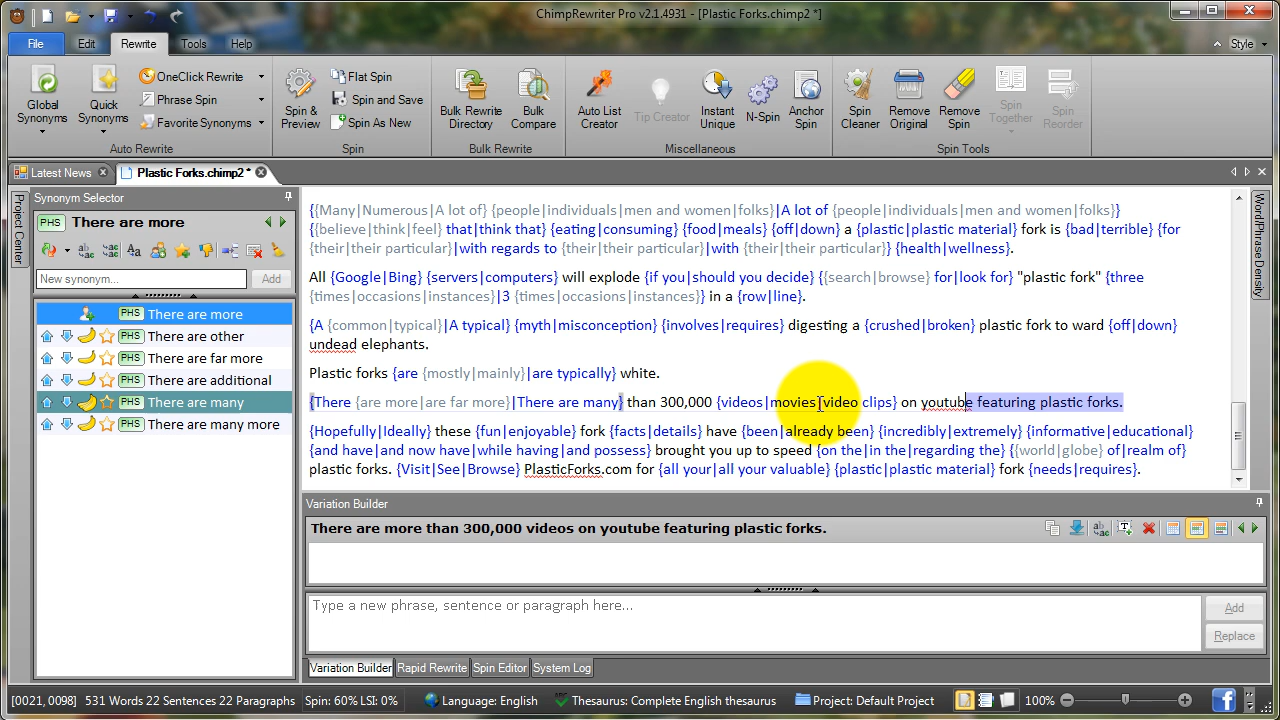 ChimpRewriter Pro v2.1.4931 - [Plastic Forks.chimp2 *]
File Edit Rewrite Tools Help Style
Global Synonyms
Quick Synonyms
OneClick Rewrite
Phrase Spin
Favorite Synonyms
Auto Rewrite
Spin & Preview
Flat Spin
Spin and Save
Spin As New
Spin
Bulk Rewrite Directory
Bulk Compare
Bulk Rewrite
Auto List Creator
Tip Creator
Instant Unique
N-Spin
Anchor Spin
Miscellaneous
Spin Cleaner
Remove Original
Remove Spin
Spin Together
Spin Reorder
Spin Tools
Latest News
Plastic Forks.chimp2 *
Project Center
Synonym Selector
PHS There are more
New synonym... Add
PHS There are more
PHS There are other
PHS There are far more
PHS There are additional
PHS There are many
PHS There are many more
{{Many|Numerous|A lot of} {people|individuals|men and women|folks}|A lot of {people|individuals|men and women|folks}}
{{believe|think|feel} that|think that} {eating|consuming} {food|meals} {off|down} a {plastic|plastic material} fork is {bad|terrible} {for
{their|their particular}|with regards to {their|their particular}|with {their|their particular}} {health|wellness}.
All {Google|Bing} {servers|computers} will explode {if you|should you decide} {{search|browse} for|look for} "plastic fork" {three
{times|occasions|instances}|3 {times|occasions|instances}} in a {row|line}.
{A {common|typical}|A typical} {myth|misconception} {involves|requires} digesting a {crushed|broken} plastic fork to ward {off|down}
undead elephants.
Plastic forks {are {mostly|mainly}|are typically} white.
{There {are more|are far more}|There are many} than 300,000 {videos|movies|video clips} on youtube featuring plastic forks.
{Hopefully|Ideally} these {fun|enjoyable} fork {facts|details} have {been|already been} {incredibly|extremely} {informative|educational}
{and have|and now have|while having|and possess} brought you up to speed {on the|in the|regarding the} {{world|globe} of|realm of}
plastic forks. {Visit|See|Browse} PlasticForks.com for {all your|all your valuable} {plastic|plastic material} fork {needs|requires}.
Word/Phrase Density
Variation Builder
There are more than 300,000 videos on youtube featuring plastic forks.
Type a new phrase, sentence or paragraph here...
Add
Replace
Variation Builder Rapid Rewrite Spin Editor System Log
[0021, 0098] 531 Words 22 Sentences 22 Paragraphs Spin: 60% LSI: 0% Language: English Thesaurus: Complete English thesaurus Project: Default Project 100%